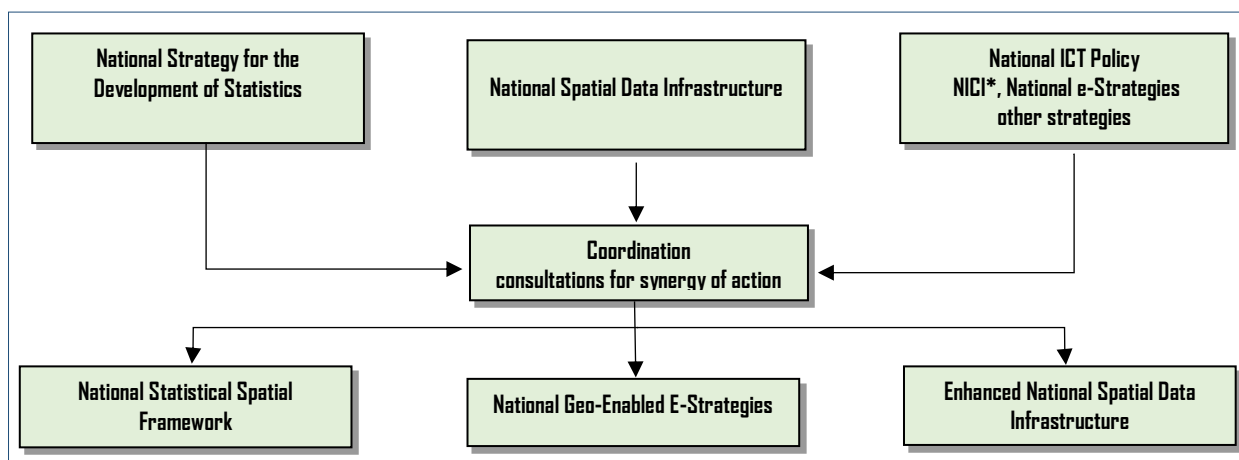 National Strategy for the
Development of Statistics
National Spatial Data Infrastructure
National ICT Policy
NICI*, National e-Strategies
other strategies
Coordination
consultations for synergy of action
National Statistical Spatial
Framework
National Geo-Enabled E-Strategies
Enhanced National Spatial Data
Infrastructure